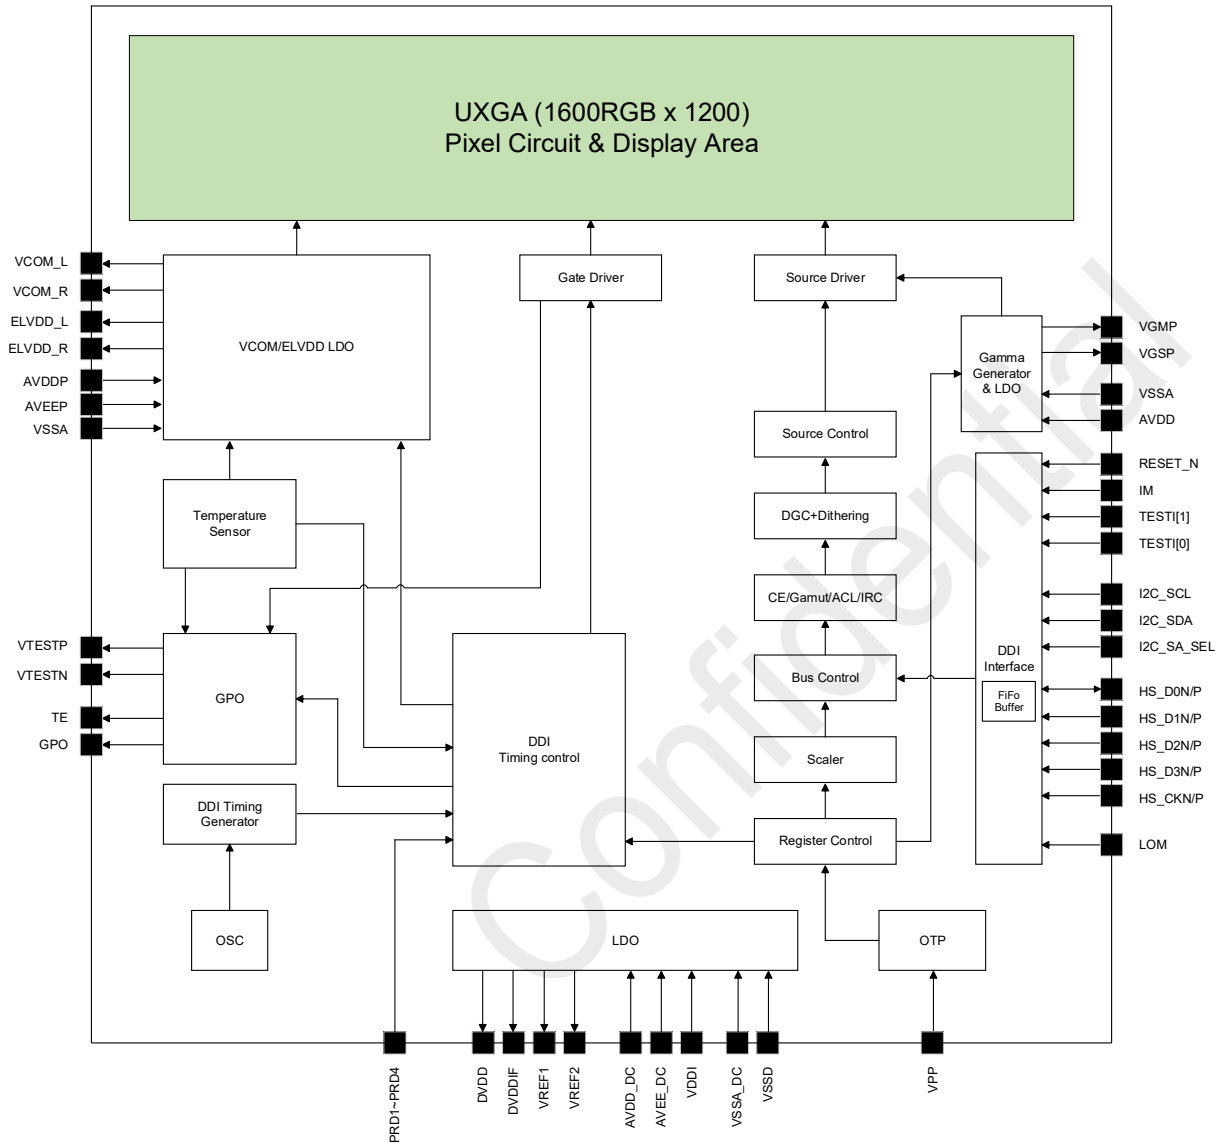 UXGA (1600RGB x 1200)
Pixel Circuit & Display Area
VCOM_L
VCOM_R
ELVDD_L
ELVDD_R
AVDDP
AVEEP
VSSA
VCOM/ELVDD LDO
Gate Driver
Source Driver
Gamma
Generator
& LDO
VGMP
VGSP
VSSA
AVDD
Source Control
Temperature
Sensor
DGC+Dithering
CE/Gamut/ACL/IRC
RESET_N
IM
TESTI[1]
TESTI[0]
I2C_SCL
I2C_SDA
I2C_SA_SEL
VTESTP
VTESTN
TE
GPO
GPO
DDI
Timing control
Bus Control
DDI
Interface
FiFo
Buffer
HS_D0N/P
HS_D1N/P
HS_D2N/P
HS_D3N/P
HS_CKN/P
LOM
Scaler
DDI Timing
Generator
Register Control
OSC
LDO
OTP
PRD1~PRD4
DVDD
DVDDIF
VREF1
VREF2
AVDD_DC
AVEE_DC
VDDI
VSSA_DC
VSSD
VPP
Confidential